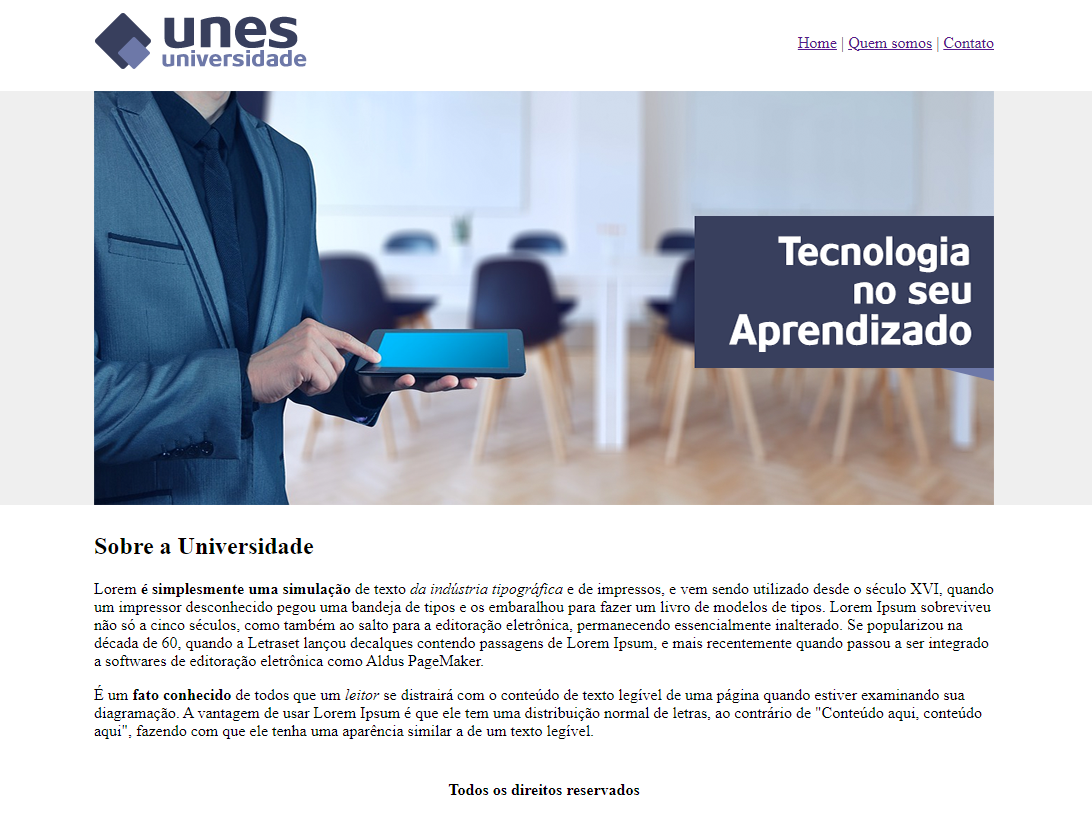 unes
universidade
Home | Quem somos | Contato
Tecnologia
no seu
Aprendizado
Sobre a Universidade
Lorem é simplesmente uma simulação de texto da indústria tipográfica e de impressos, e vem sendo utilizado desde o século XVI, quando
um impressor desconhecido pegou uma bandeja de tipos e os embaralhou para fazer um livro de modelos de tipos. Lorem Ipsum sobreviveu
não só a cinco séculos, como também ao salto para a editoração eletrônica, permanecendo essencialmente inalterado. Se popularizou na
década de 60, quando a Letraset lançou decalques contendo passagens de Lorem Ipsum, e mais recentemente quando passou a ser integrado
a softwares de editoração eletrônica como Aldus PageMaker.
É um fato conhecido de todos que um leitor se distrairá com o conteúdo de texto legível de uma página quando estiver examinando sua
diagramação. A vantagem de usar Lorem Ipsum é que ele tem uma distribuição normal de letras, ao contrário de "Conteúdo aqui, conteúdo
aqui", fazendo com que ele tenha uma aparência similar a de um texto legível.
Todos os direitos reservados